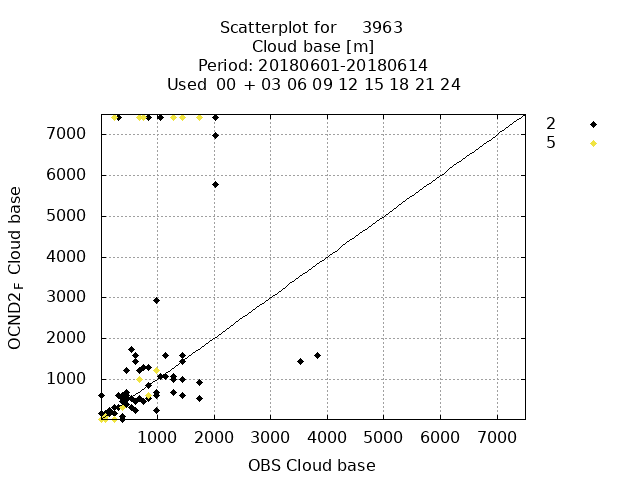 Scatterplot for 3963
Cloud base [m]
Period: 20180601-20180614
Used 00 + 03 06 09 12 15 18 21 24
2
5
7000
6000
5000
4000
3000
2000
1000
OCND2F Cloud base
1000 2000 3000 4000 5000 6000 7000
OBS Cloud base